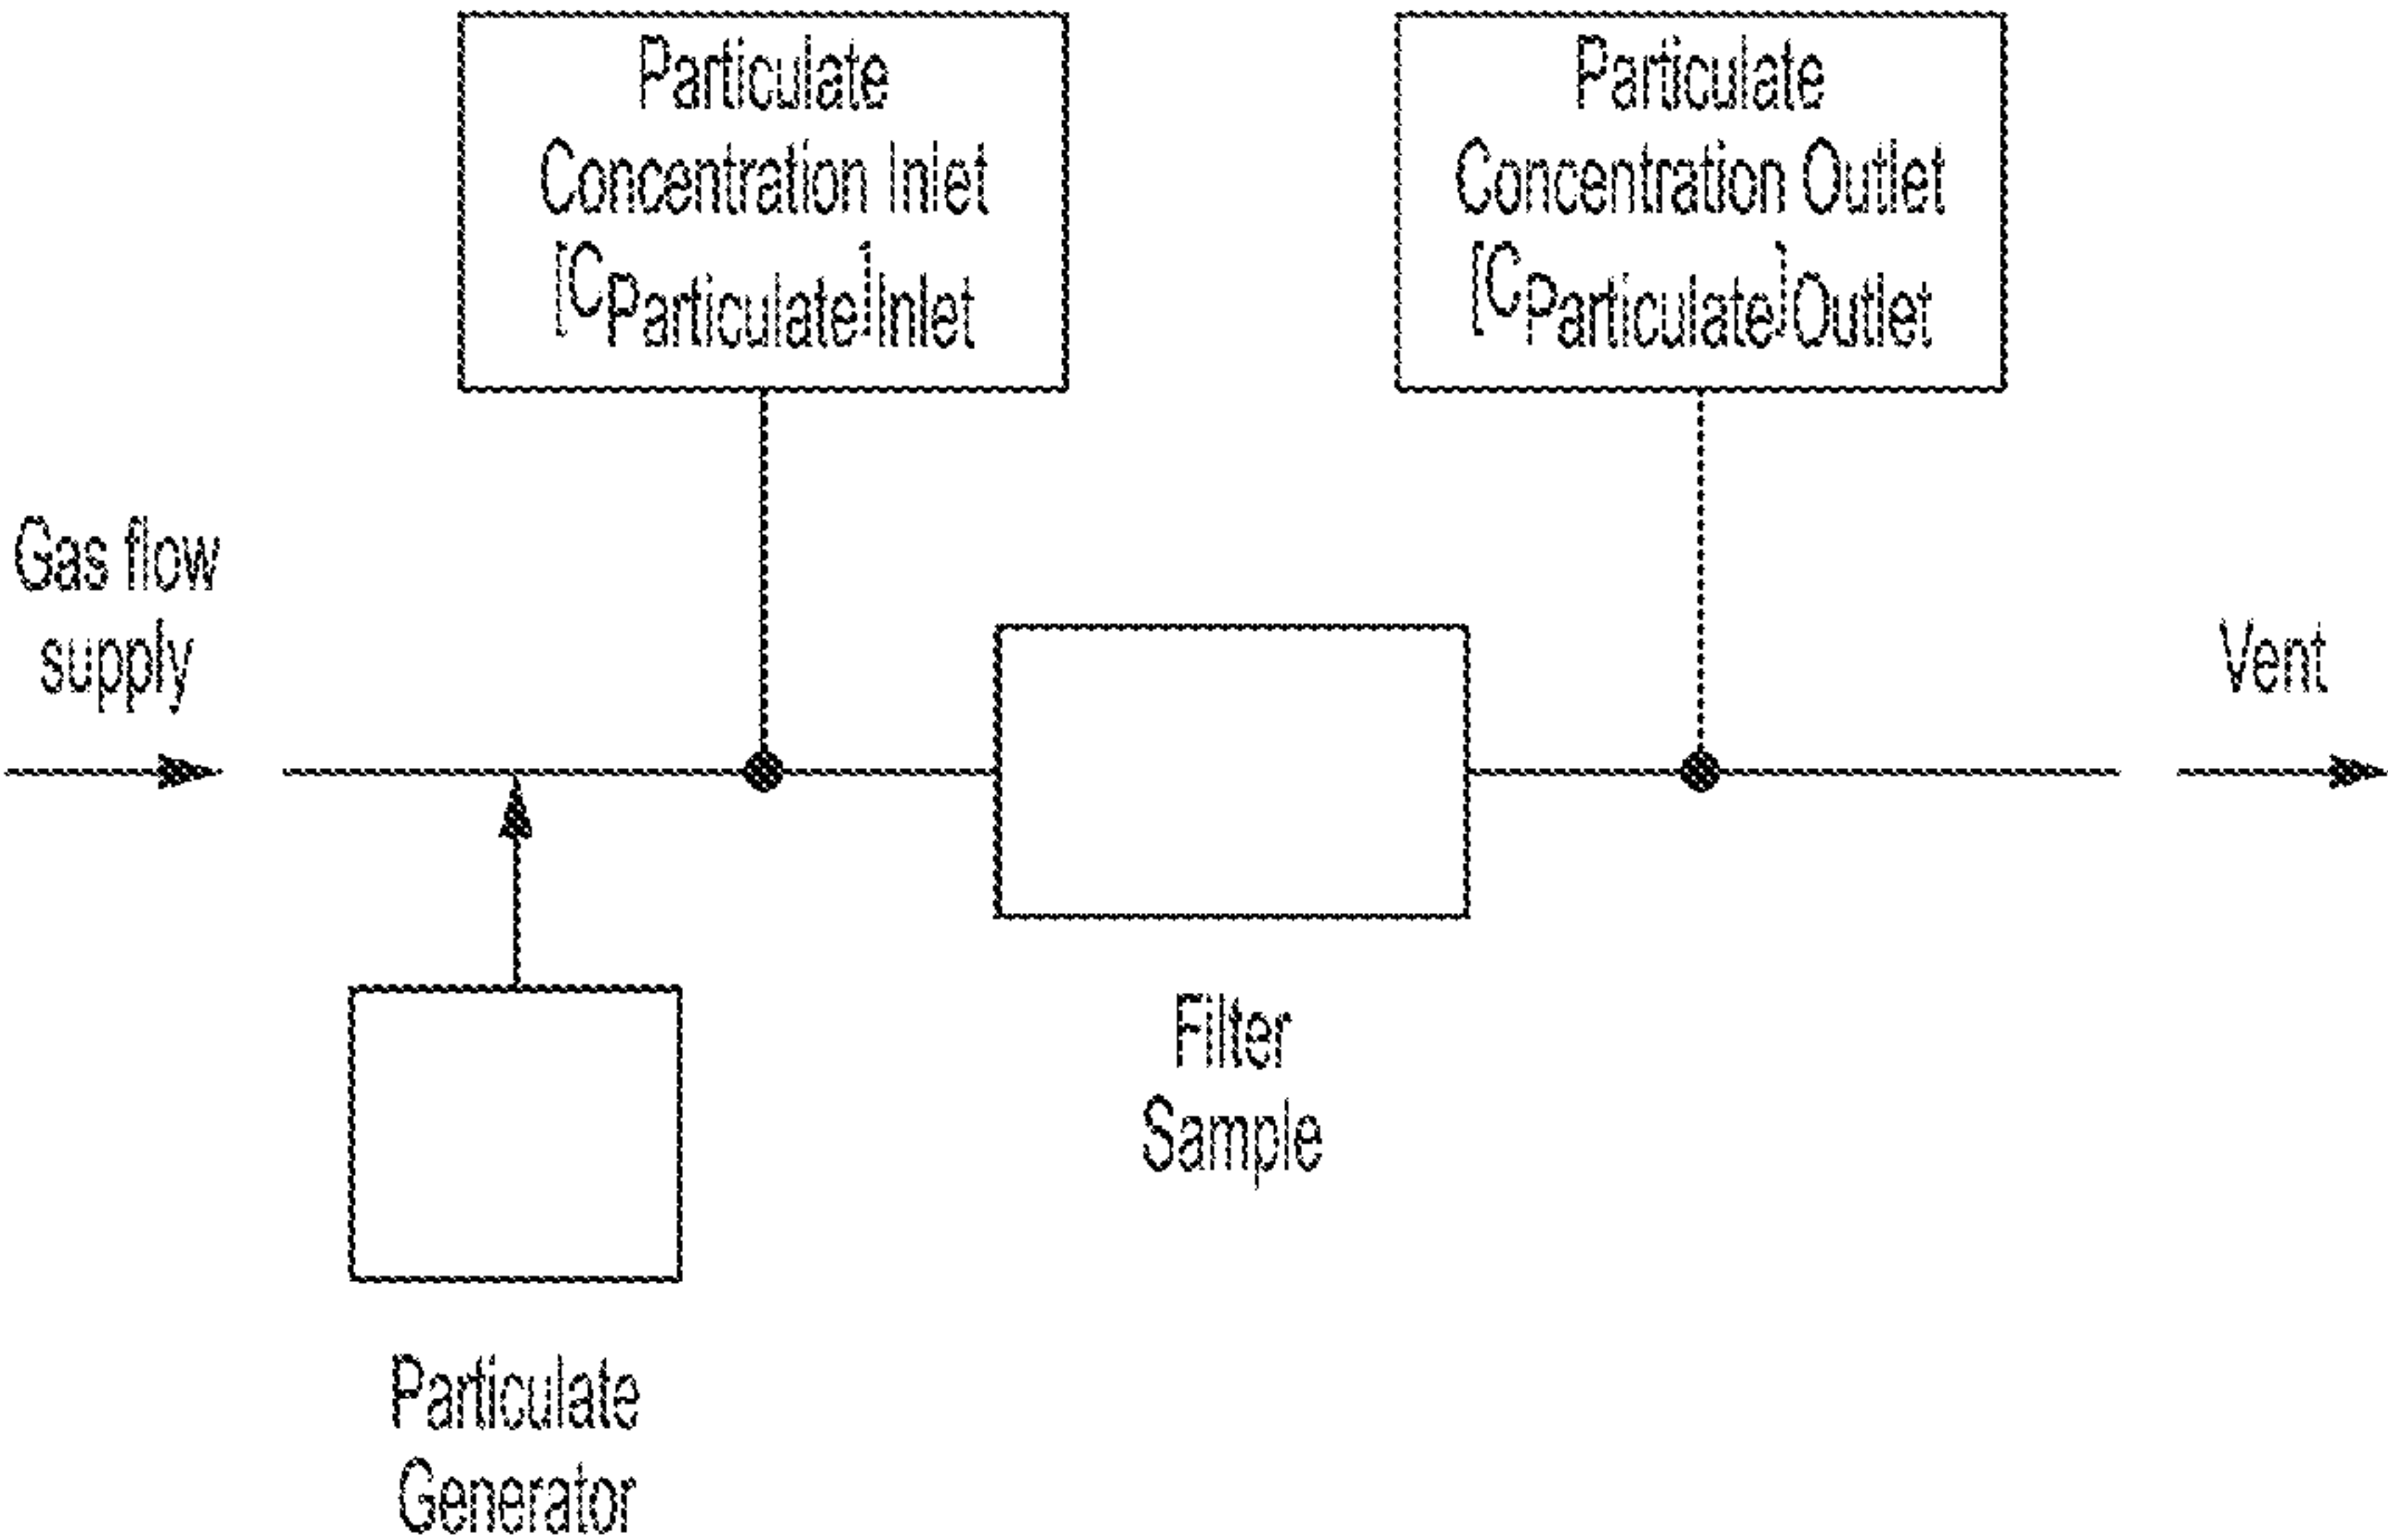 Particulate
Concentration Inlet
[CParticulate]Inlet
Particulate
Concentration Outlet
[CParticulate]Outlet
Gas flow
supply
Vent
Filter
Sample
Particulate
Generator